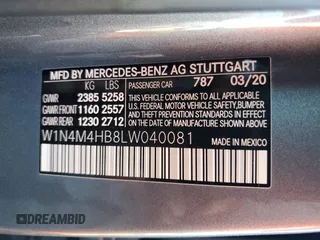 MFD BY MERCEDES-BENZ AG STUTTGART
KG LBS PASSENGER CAR 787 03/20
GVWR 2385 5258 THIS VEHICLE CONFORMS TO ALL APPLICABLE U.S.
GAWR FRONT 1160 2557 FEDERAL MOTOR VEHICLE SAFETY, BUMPER AND
GAWR REAR 1230 2712 THEFT PREVENTION STANDARDS IN EFFECT
ON THE DATE OF MANUFACTURE SHOWN ABOVE.
W1N4M4HB8LW040081 MADE IN MEXICO
DREAMBID